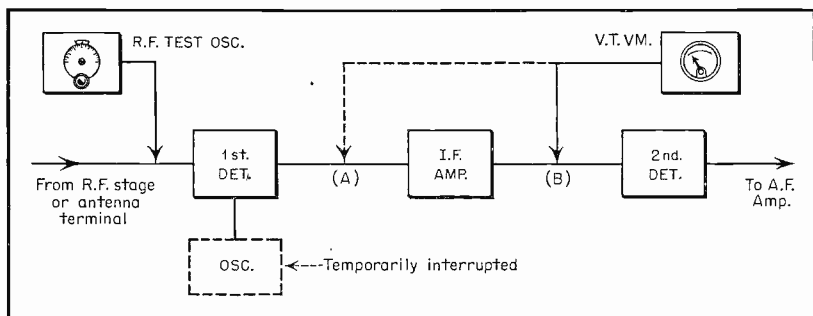 R.F. TEST OSC.
V.T. VM.
1st.
DET.
(A)
I.F.
AMP.
(B)
2nd.
DET.
From R.F. stage
or antenna
terminal
To A.F.
Amp.
OSC.
Temporarily interrupted